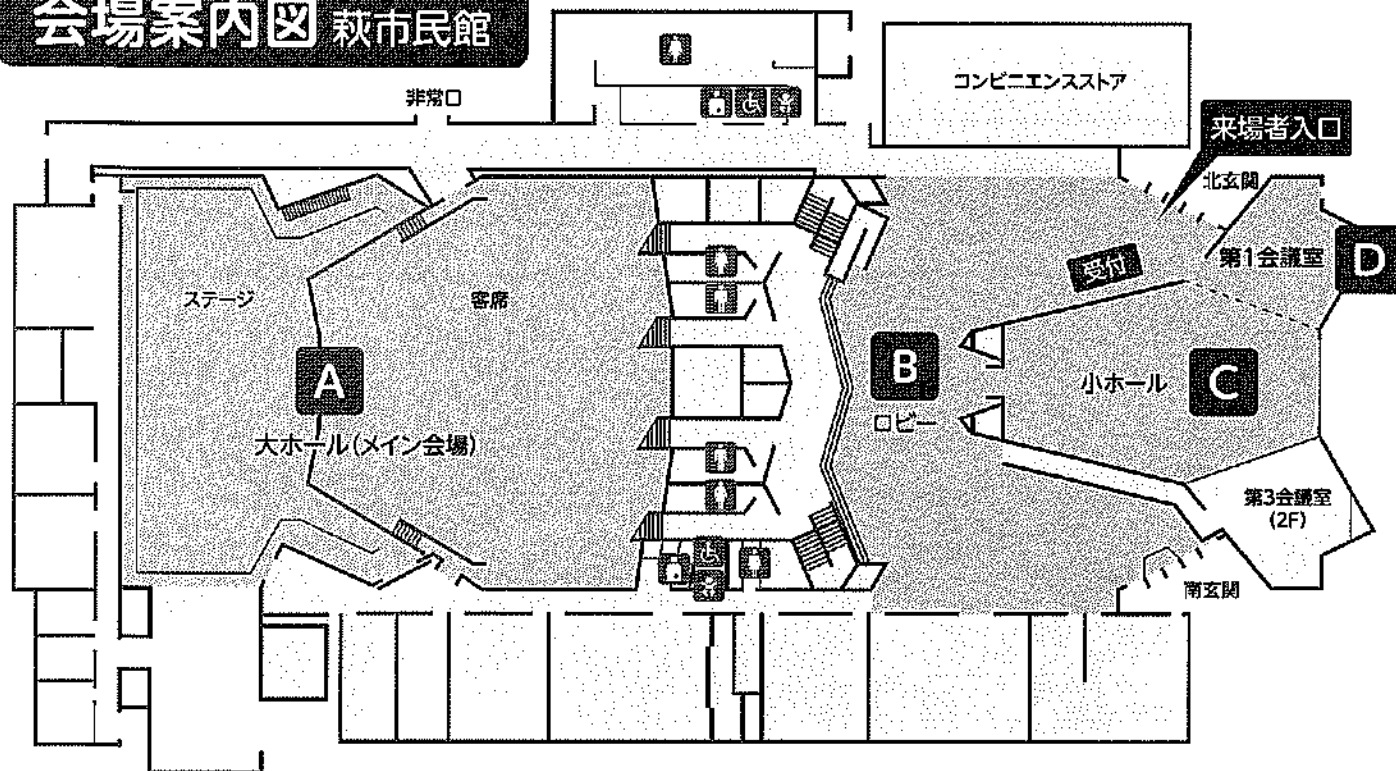 会場案内図 萩市民館
コンビニエンスストア
非常口
来場者入口
北玄関
受付
第1会議室
D
ステージ
客席
A
B
小ホール
C
ロビー
大ホール(メイン会場)
第3会議室
(2F)
南玄関